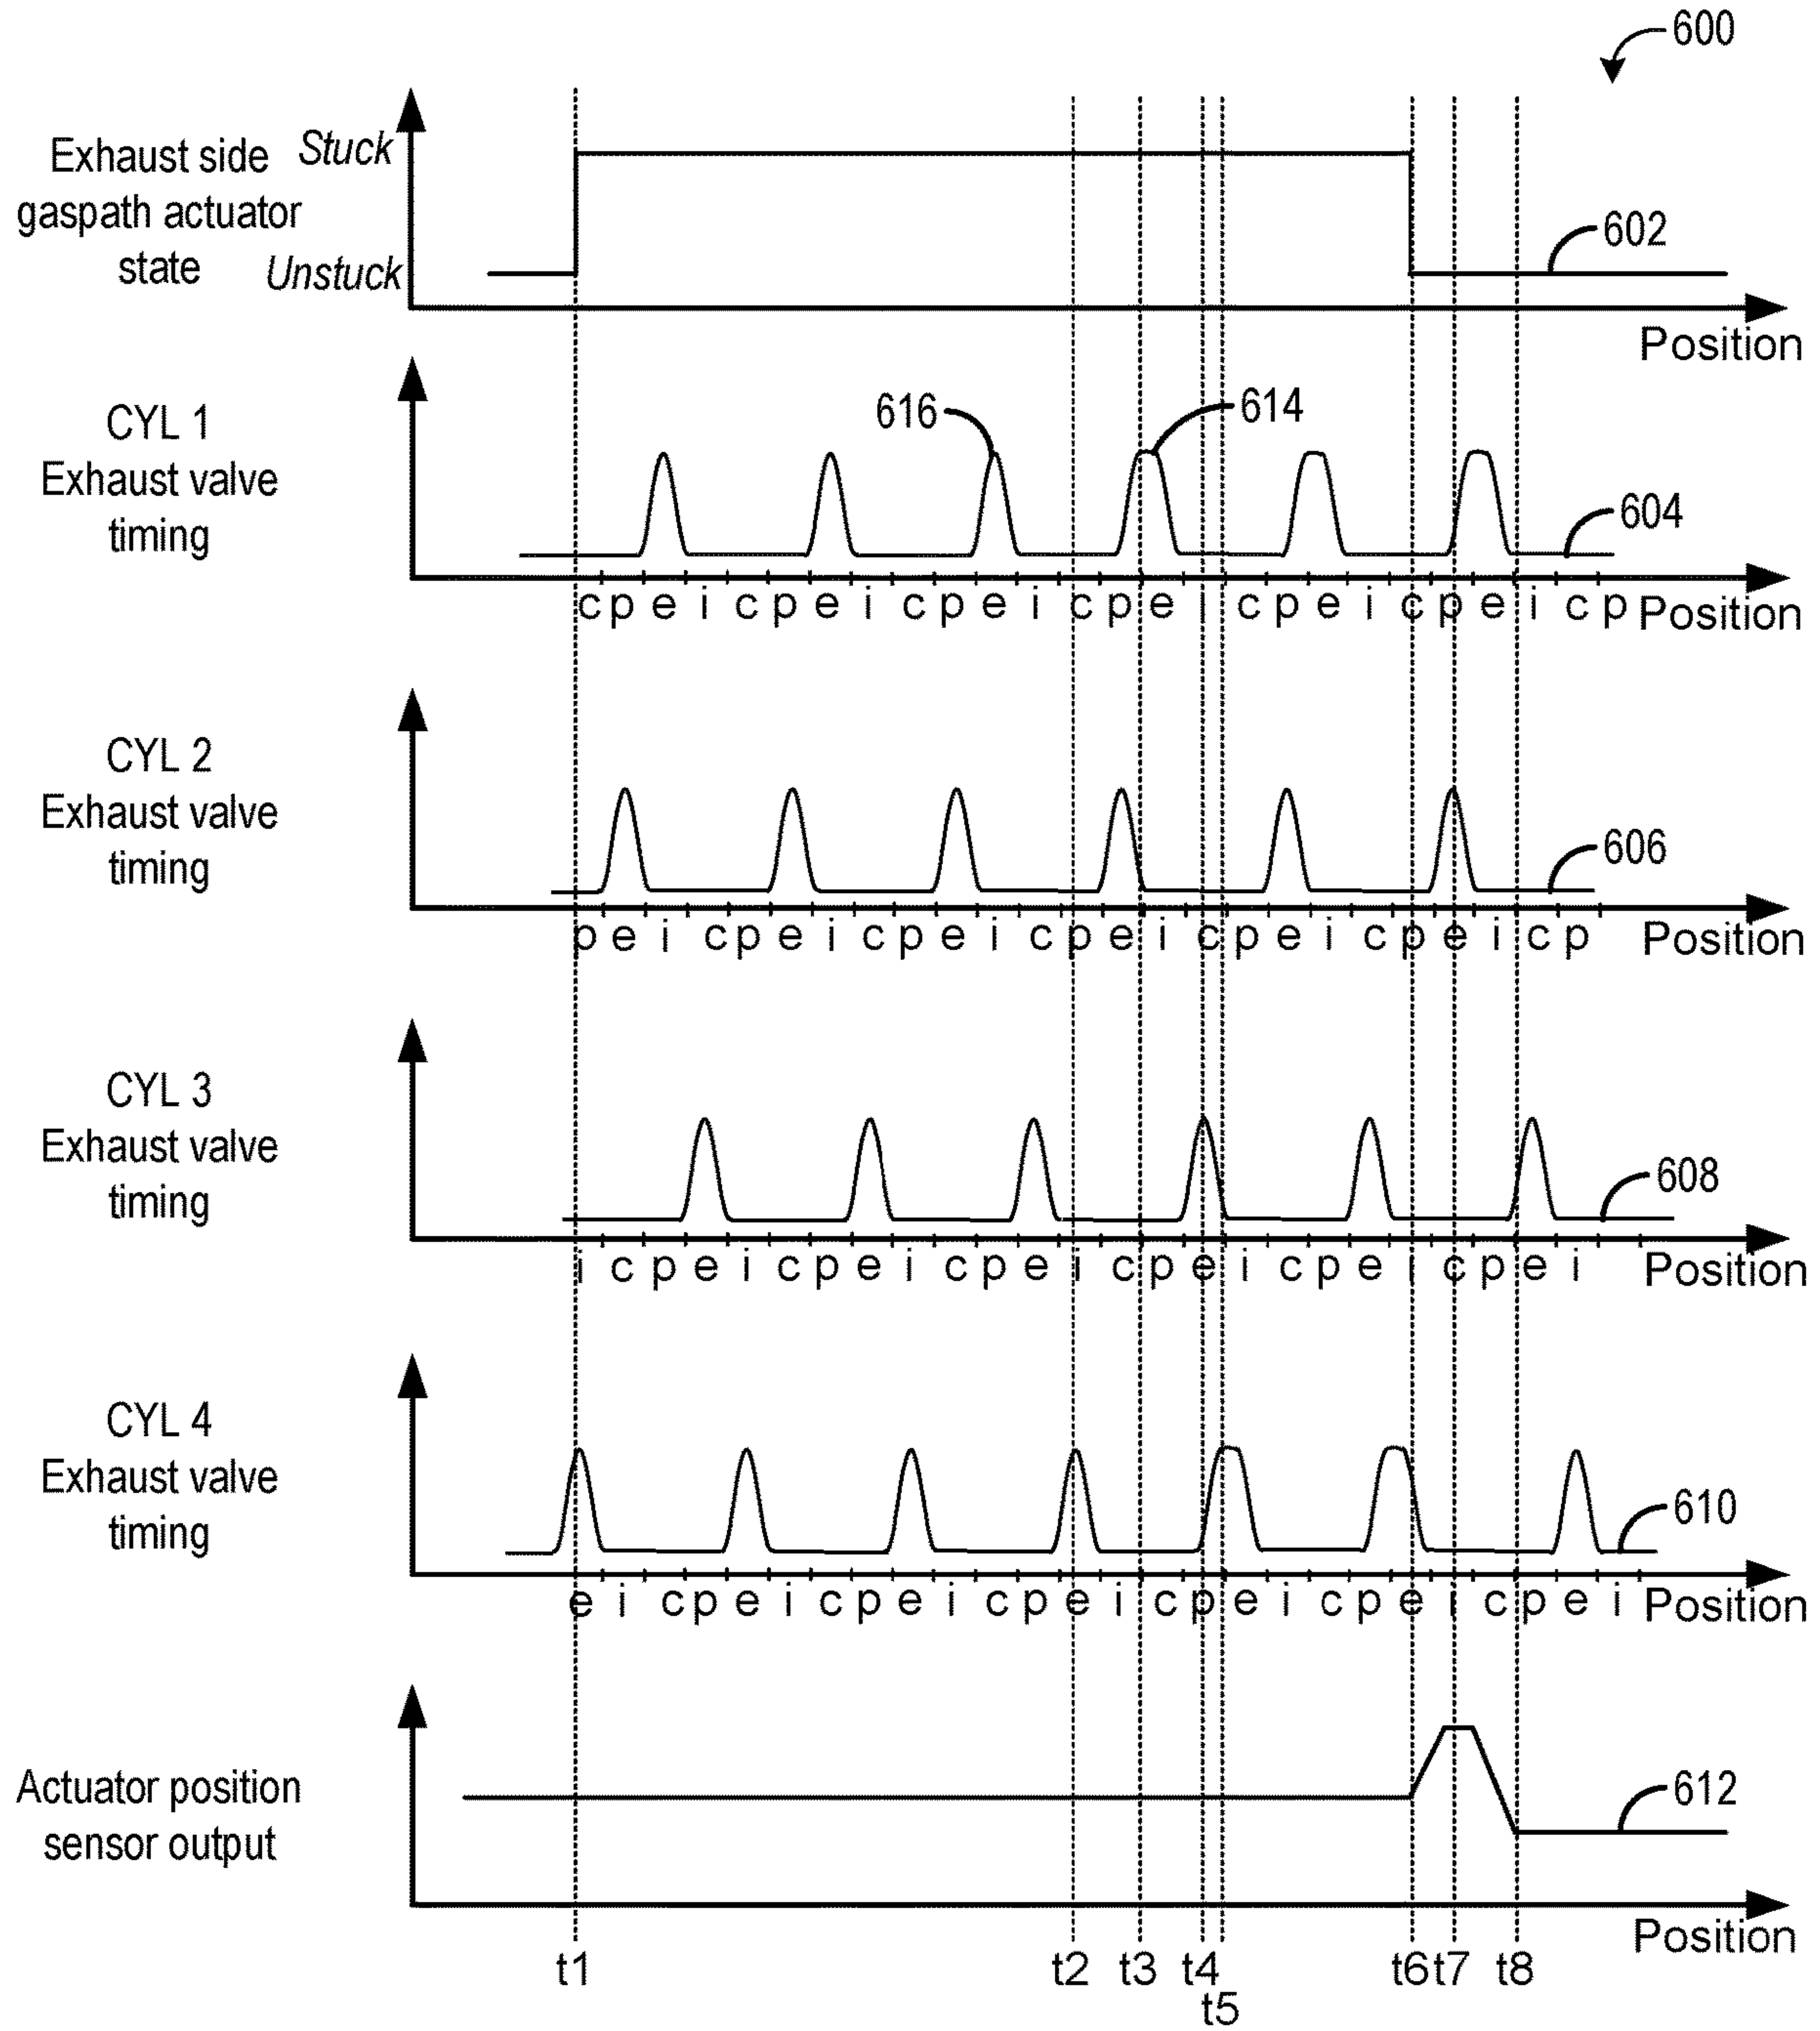 600
Exhaust side
gaspath actuator
state
Stuck
Unstuck
602
Position
CYL 1
Exhaust valve
timing
616
614
604
c p e i c p e i c p e i c p e i c p e i c p e i c p
Position
CYL 2
Exhaust valve
timing
606
p e i c p e i c p e i c p e i c p e i c p e i c p
Position
CYL 3
Exhaust valve
timing
608
i c p e i c p e i c p e i c p e i c p e i c p e i
Position
CYL 4
Exhaust valve
timing
610
e i c p e i c p e i c p e i c p e i c p e i c p e i
Position
Actuator position
sensor output
612
Position
t1 t2 t3 t4 t6 t7 t8
t5